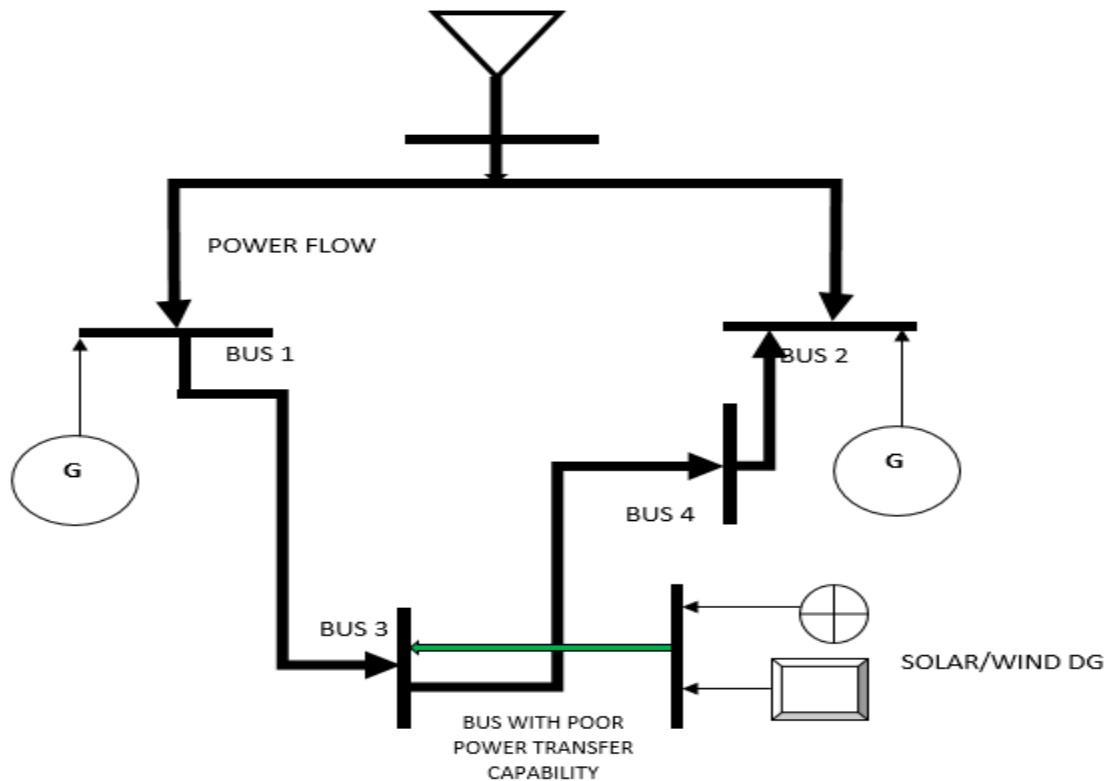 POWER FLOW
BUS 1
BUS 2
G
G
BUS 4
BUS 3
SOLAR/WIND DG
BUS WITH POOR
POWER TRANSFER
CAPABILITY